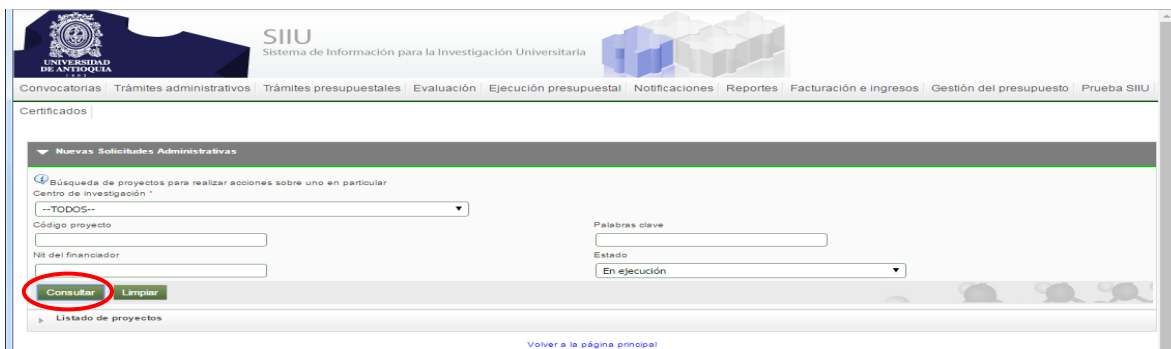 SIIU
Sistema de Información para la Investigación Universitaria
UNIVERSIDAD
DE ANTIOQUIA
1803
Convocatorias Trámites administrativos Trámites presupuestales Evaluación Ejecución presupuestal Notificaciones Reportes Facturación e ingresos Gestión del presupuesto Prueba SIIU
Certificados
Nuevas Solicitudes Administrativas
Búsqueda de proyectos para realizar acciones sobre uno en particular
Centro de investigación *
--TODOS--
Código proyecto Palabras clave
Nit del financiador Estado
En ejecución
Consultar Limpiar
Listado de proyectos
Volver a la página principal